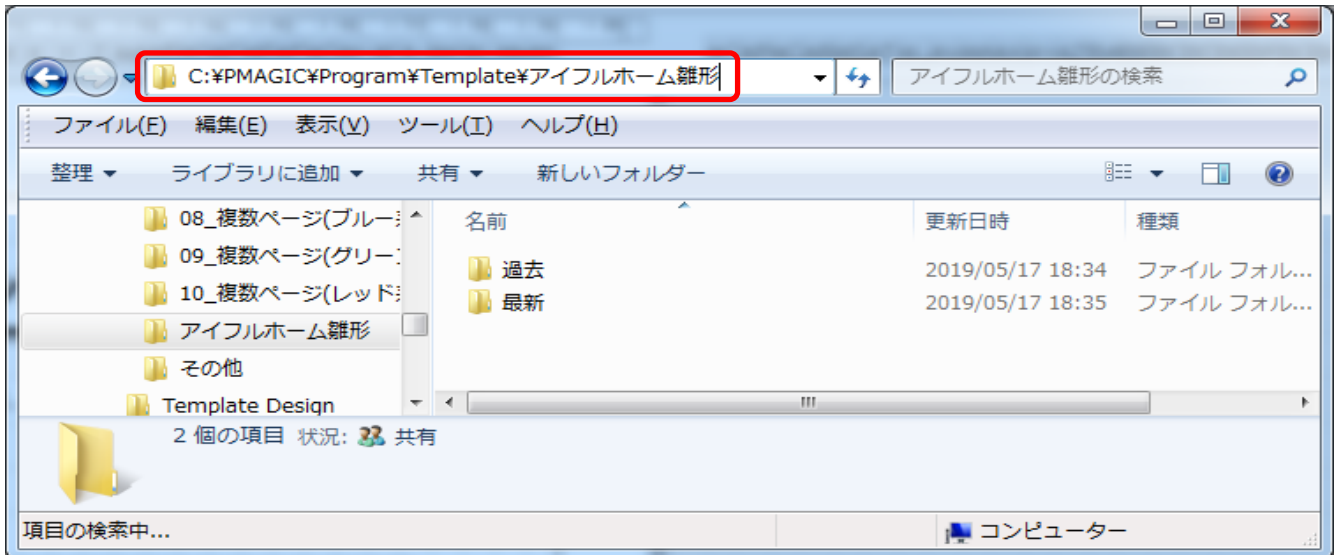 C:¥PMAGIC¥Program¥Template¥アイフルホーム雛形
アイフルホーム雛形の検索
ファイル(F) 編集(E) 表示(V) ツール(T) ヘルプ(H)
整理 ライブラリに追加 共有 新しいフォルダー
名前 更新日時 種類
08_複数ページ(ブルー
09_複数ページ(グリー
10_複数ページ(レッド
アイフルホーム雛形
その他
Template Design
過去 2019/05/17 18:34 ファイル フォル...
最新 2019/05/17 18:35 ファイル フォル...
2 個の項目 状況: 共有
項目の検索中... コンピューター